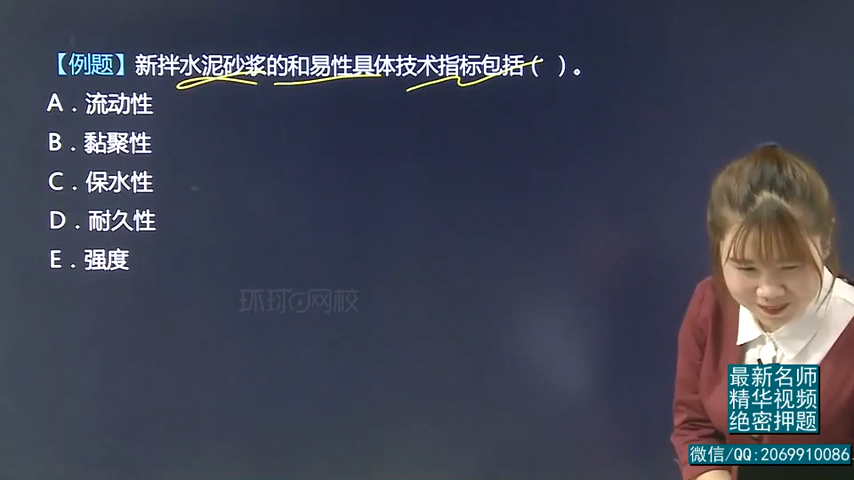 【例题】新拌水泥砂浆的和易性具体技术指标包括（ ）。
A．流动性
B．黏聚性
C．保水性
D．耐久性
E．强度
环球网校
最新名师
精华视频
绝密押题
微信/QQ:2069910086